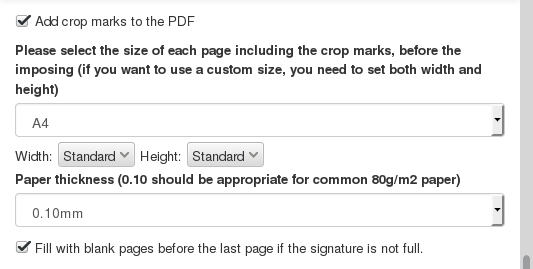 Add crop marks to the PDF
Please select the size of each page including the crop marks, before the
imposing (if you want to use a custom size, you need to set both width and
height)
A4
Width: Standard Height: Standard
Paper thickness (0.10 should be appropriate for common 80g/m2 paper)
0.10mm
Fill with blank pages before the last page if the signature is not full.